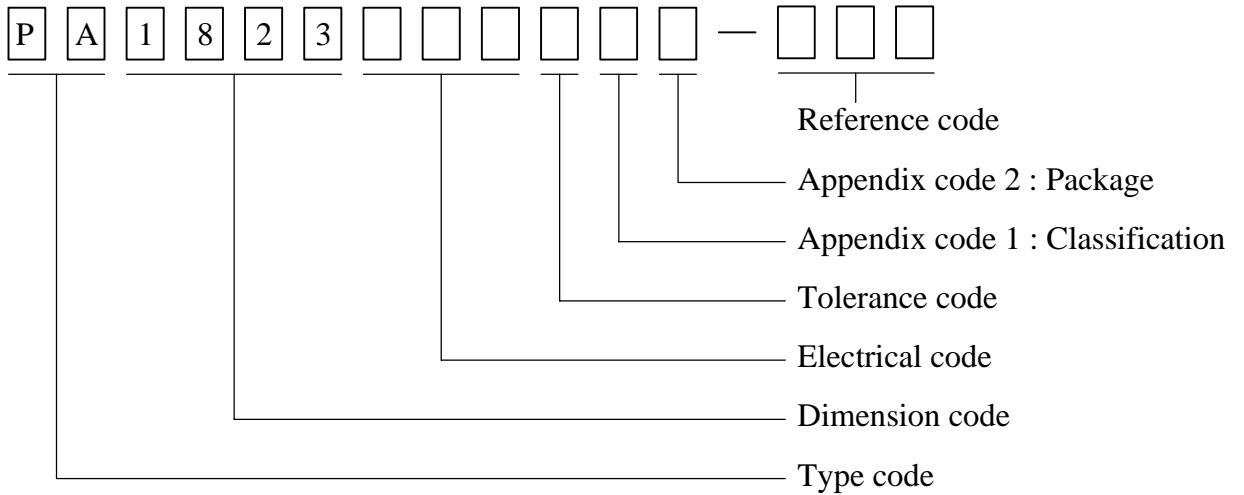 P A 1 8 2 3 —
Reference code
Appendix code 2 : Package
Appendix code 1 : Classification
Tolerance code
Electrical code
Dimension code
Type code